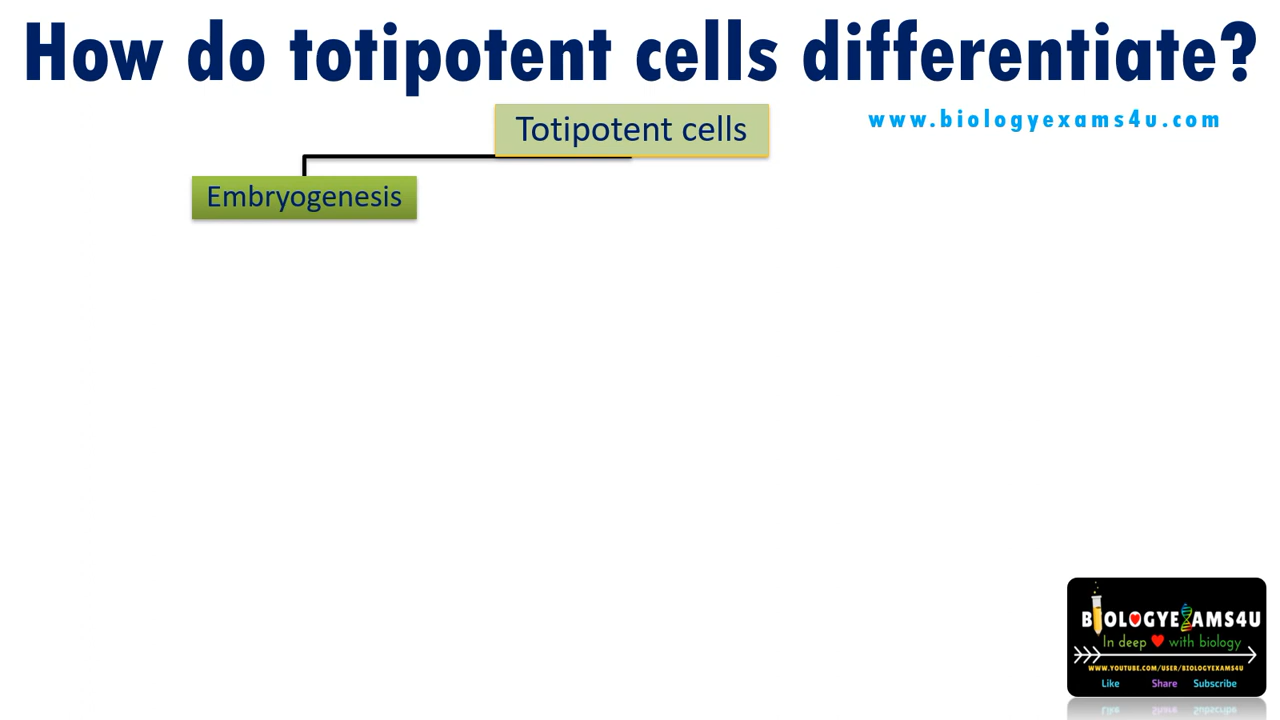 How do totipotent cells differentiate?
Totipotent cells
www.biologyexams4u.com
Embryogenesis
BIOLOGYEXAMS4U
In deep with biology
WWW.YOUTUBE.COM/USER/BIOLOGYEXAMS4U
Like Share Subscribe